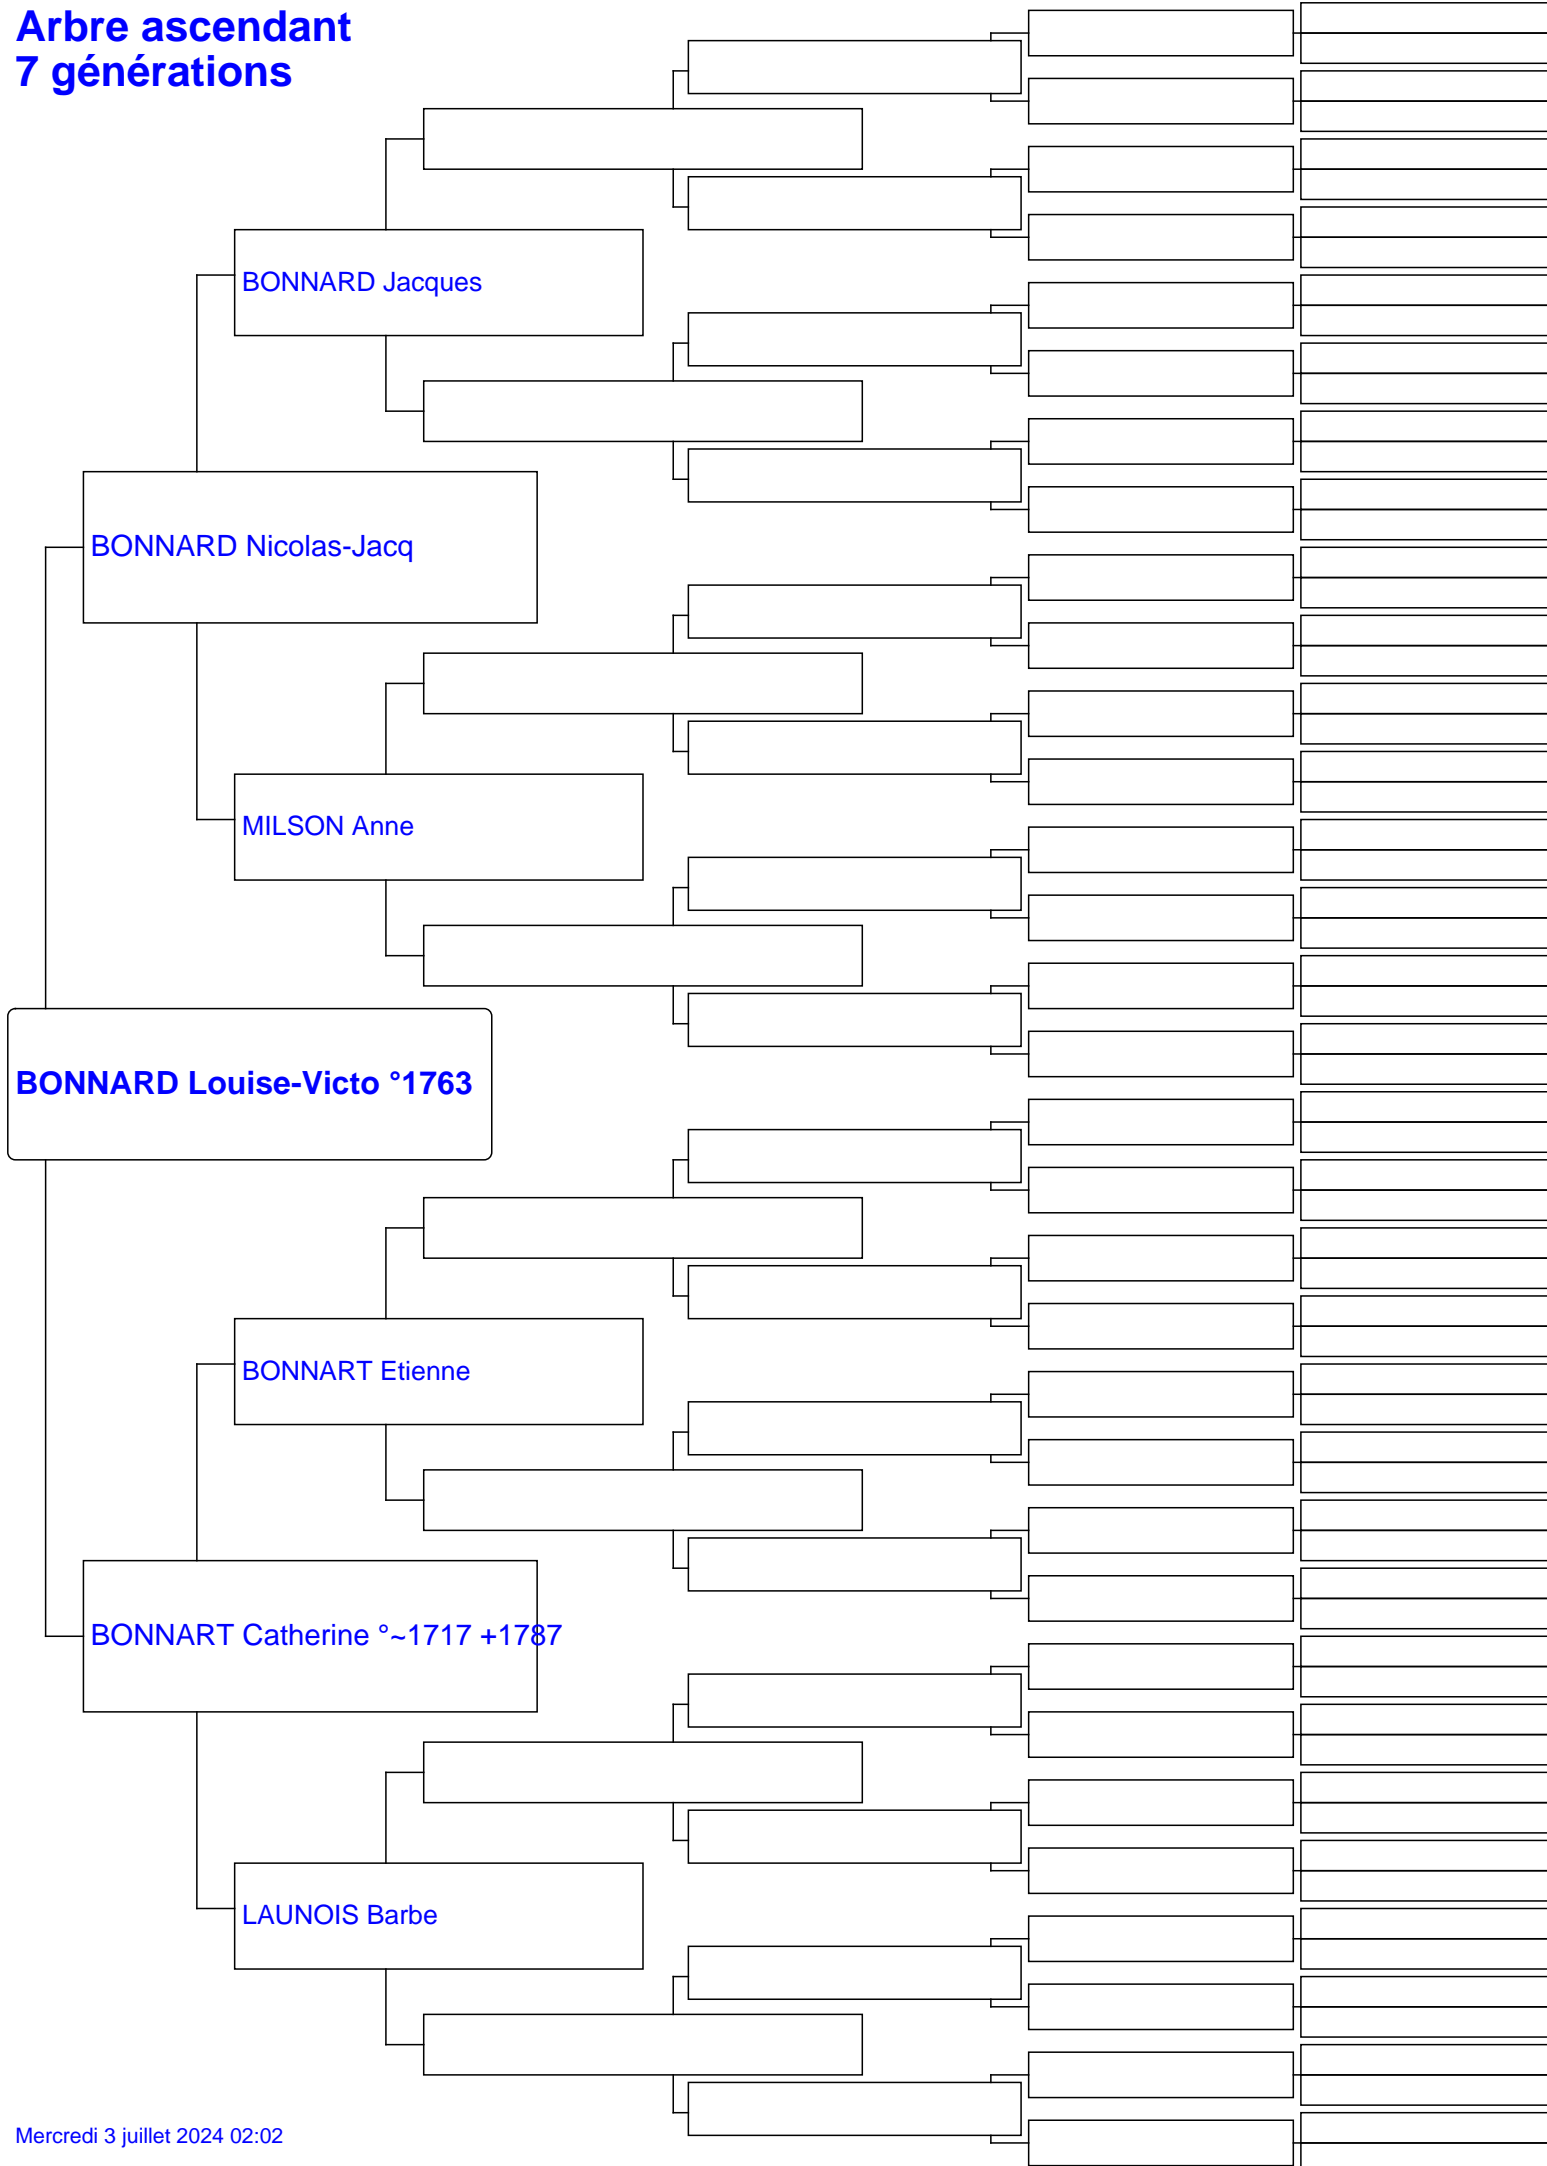 Arbre ascendant
7 générations
BONNARD Jacques
BONNARD Nicolas-Jacq
MILSON Anne
BONNARD Louise-Victo °1763
BONNART Etienne
BONNART Catherine °~1717 +1787
LAUNOIS Barbe
Mercredi 3 juillet 2024 02:02